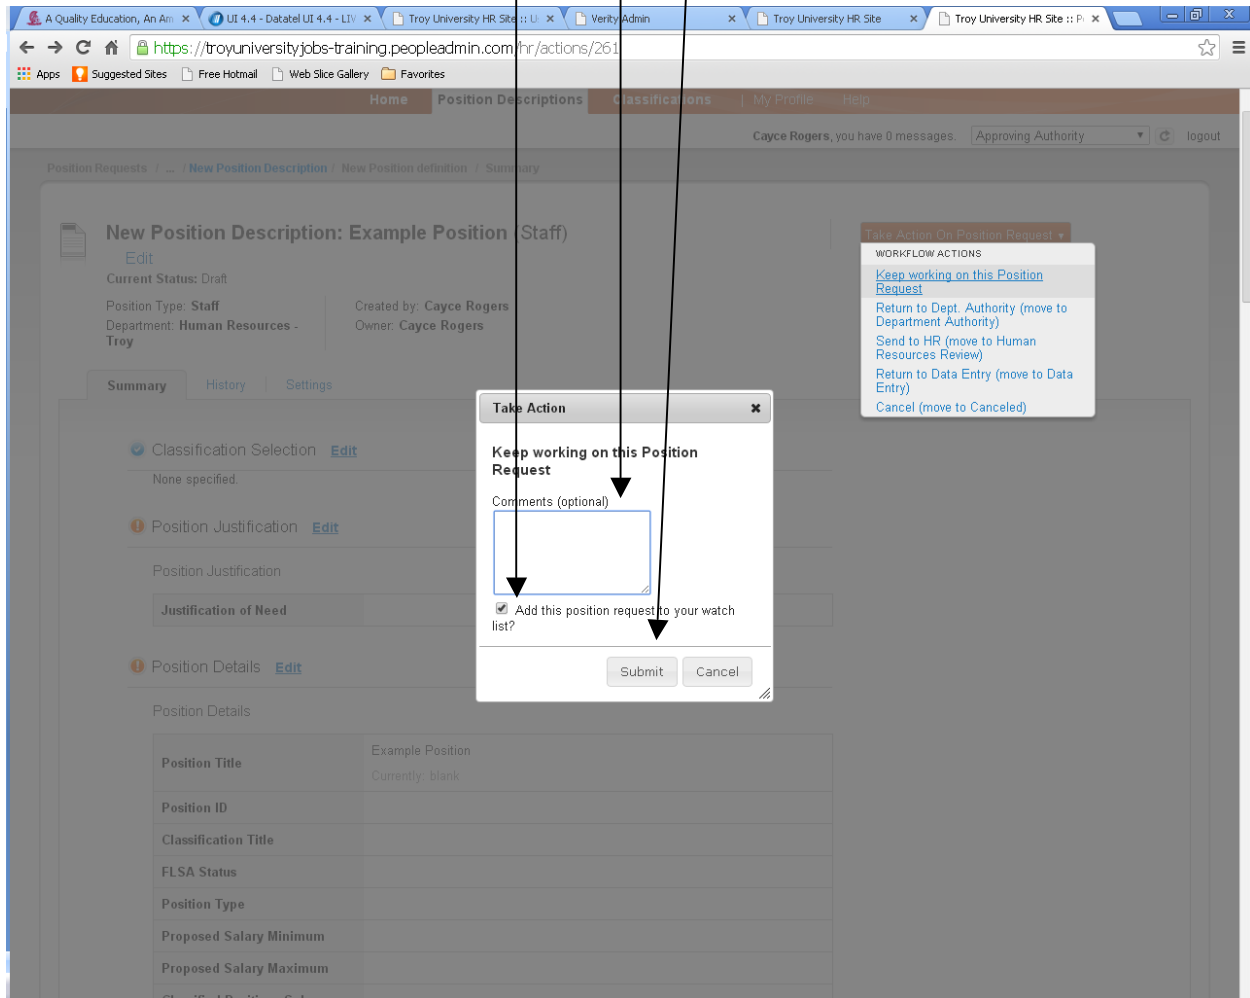 A Quality Education, An Am
UI 4.4 - Datatel UI 4.4 - LIV
Troy University HR Site :: U
Verity Admin
Troy University HR Site
Troy University HR Site :: P
https://troyuniversityjobs-training.peopleadmin.com/hr/actions/261
Apps Suggested Sites Free Hotmail Web Slice Gallery Favorites
Home Position Descriptions Classifications | My Profile Help
Cayce Rogers, you have 0 messages. Approving Authority logout
Position Requests / ... / New Position Description / New Position definition / Summary
New Position Description: Example Position (Staff)
Edit
Current Status: Draft
Position Type: Staff
Department: Human Resources -
Troy
Created by: Cayce Rogers
Owner: Cayce Rogers
Take Action On Position Request
WORKFLOW ACTIONS
Keep working on this Position
Request
Return to Dept. Authority (move to
Department Authority)
Send to HR (move to Human
Resources Review)
Return to Data Entry (move to Data
Entry)
Cancel (move to Canceled)
Summary History Settings
Classification Selection Edit
None specified.
Position Justification Edit
Position Justification
Justification of Need
Take Action
Keep working on this Position
Request
Comments (optional)
Add this position request to your watch
list?
Submit Cancel
Position Details Edit
Position Details
Position Title
Example Position
Currently: blank
Position ID
Classification Title
FLSA Status
Position Type
Proposed Salary Minimum
Proposed Salary Maximum